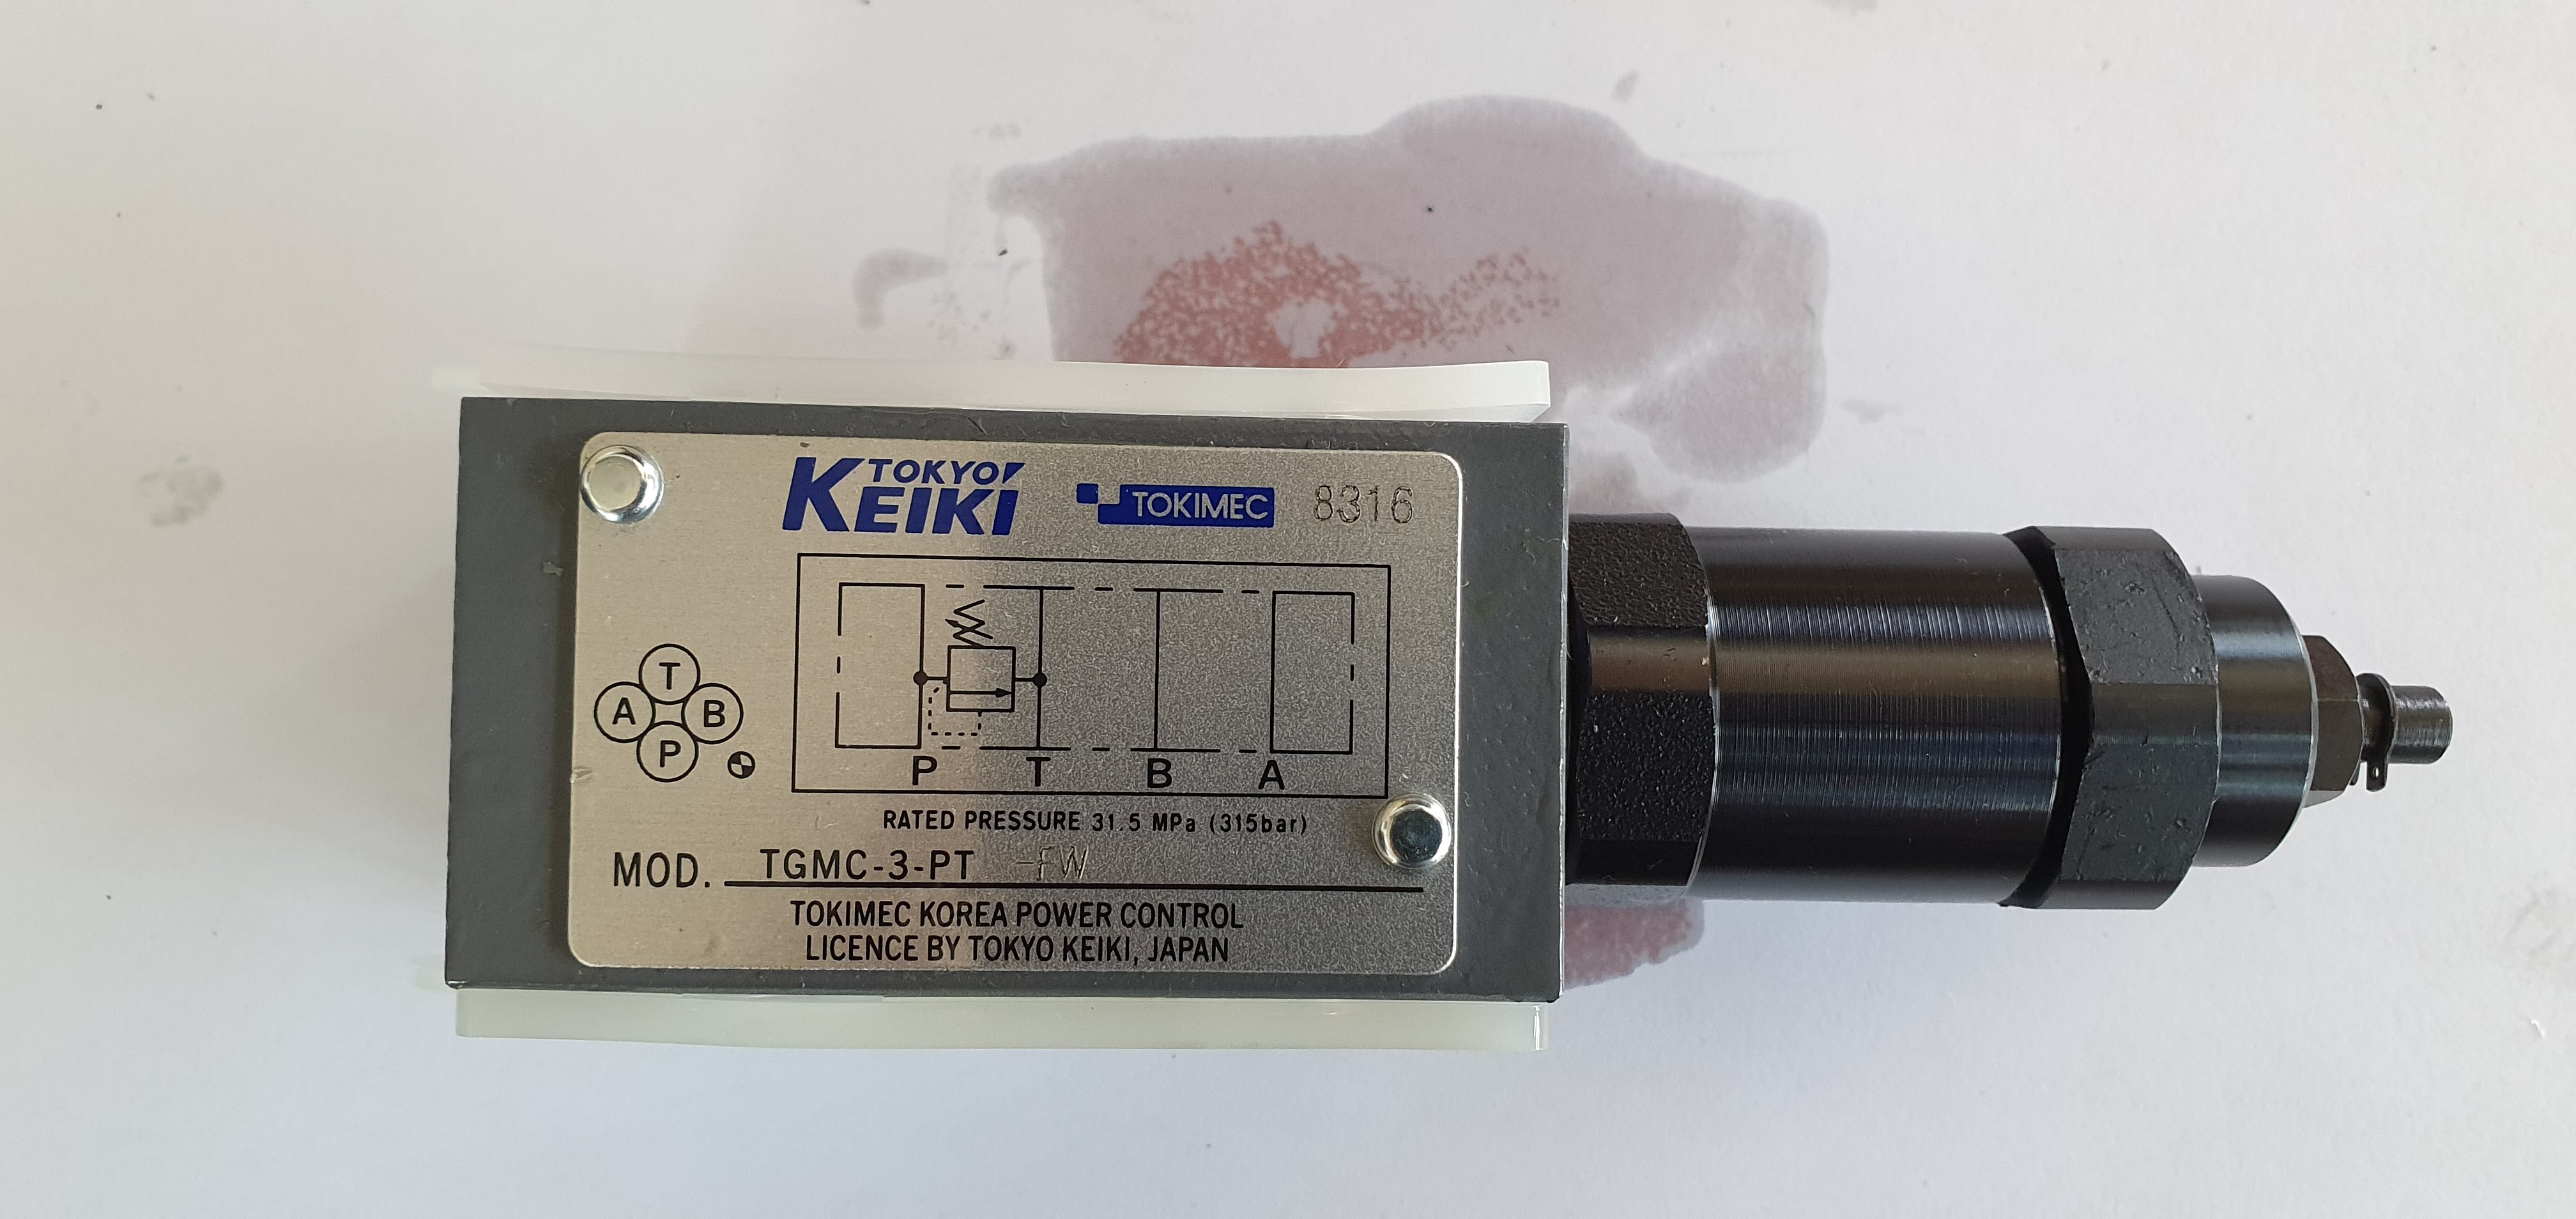 TOKYO
KEIKI TOKIMEC 8316
T
A B
P
P T B A
RATED PRESSURE 31.5 MPa (315bar)
MOD. TGMC-3-PT -FW
TOKIMEC KOREA POWER CONTROL
LICENCE BY TOKYO KEIKI, JAPAN